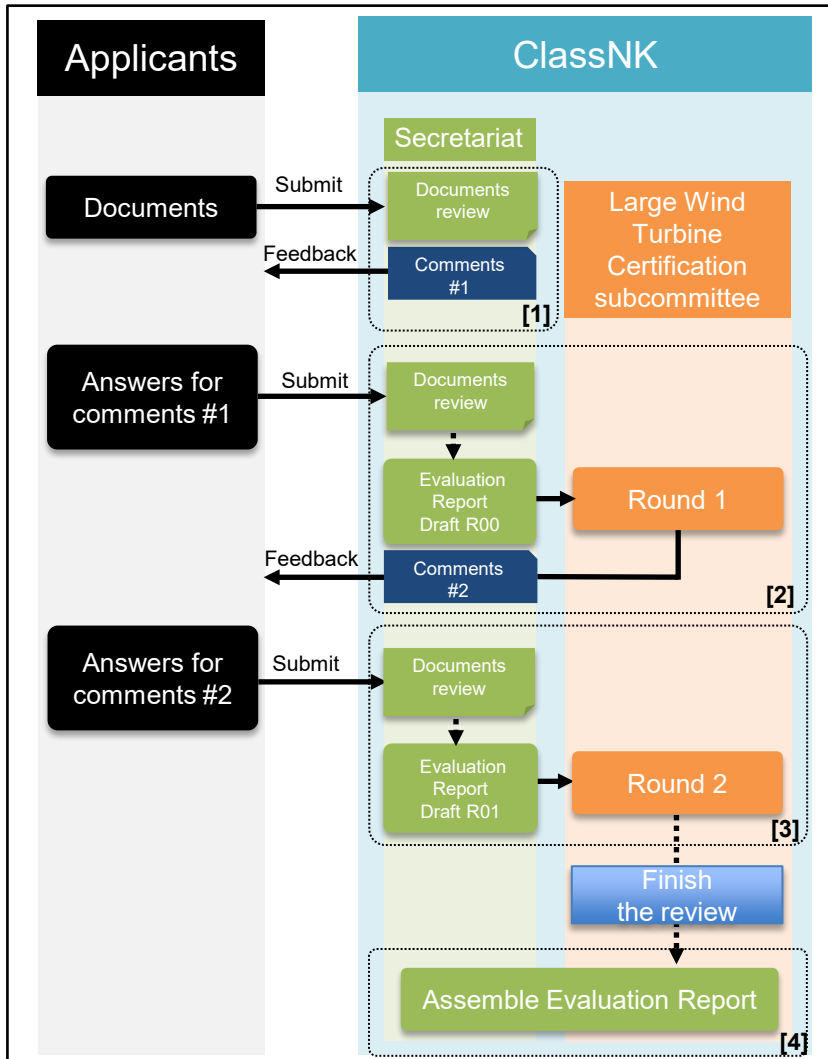 Applicants
ClassNK
Secretariat
Documents
Submit
Documents
review
Large Wind
Turbine
Certification
subcommittee
Feedback
Comments
#1
[1]
Answers for
comments #1
Submit
Documents
review
Evaluation
Report
Draft R00
Round 1
Feedback
Comments
#2
[2]
Answers for
comments #2
Submit
Documents
review
Evaluation
Report
Draft R01
Round 2
[3]
Finish
the review
Assemble Evaluation Report
[4]